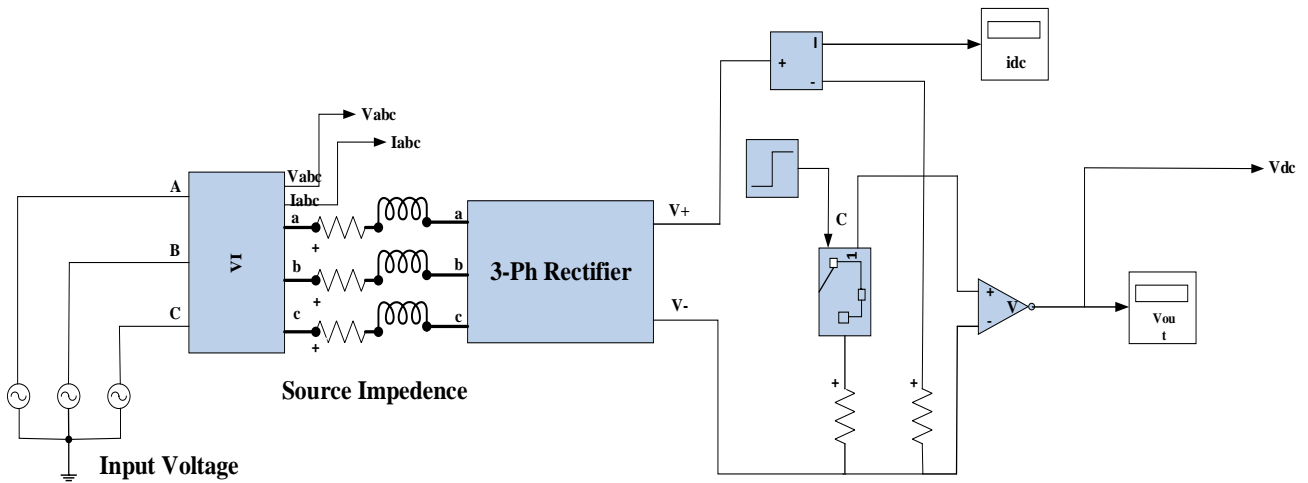 Vabc
Iabc
A
B
C
VI
Vabc
Iabc
a
b
c
+
+
+
a
b
c
3-Ph Rectifier
V+
V-
Source Impedence
Input Voltage
+
I
-
idc
C
1
+
+
+
-
V
Vdc
Vou
t